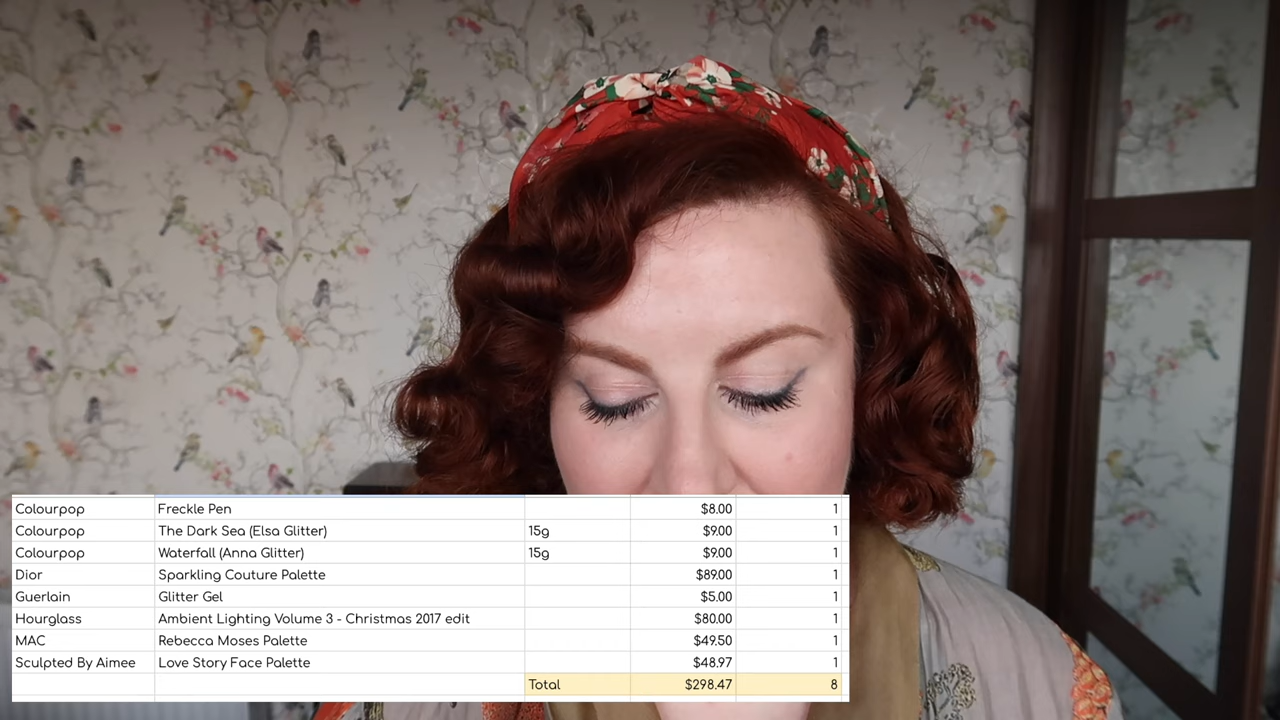 Colourpop Freckle Pen $8.00 1
Colourpop The Dark Sea (Elsa Glitter) 15g $9.00 1
Colourpop Waterfall (Anna Glitter) 15g $9.00 1
Dior Sparkling Couture Palette $89.00 1
Guerlain Glitter Gel $5.00 1
Hourglass Ambient Lighting Volume 3 - Christmas 2017 edit $80.00 1
MAC Rebecca Moses Palette $49.50 1
Sculpted By Aimee Love Story Face Palette $48.97 1
Total $298.47 8